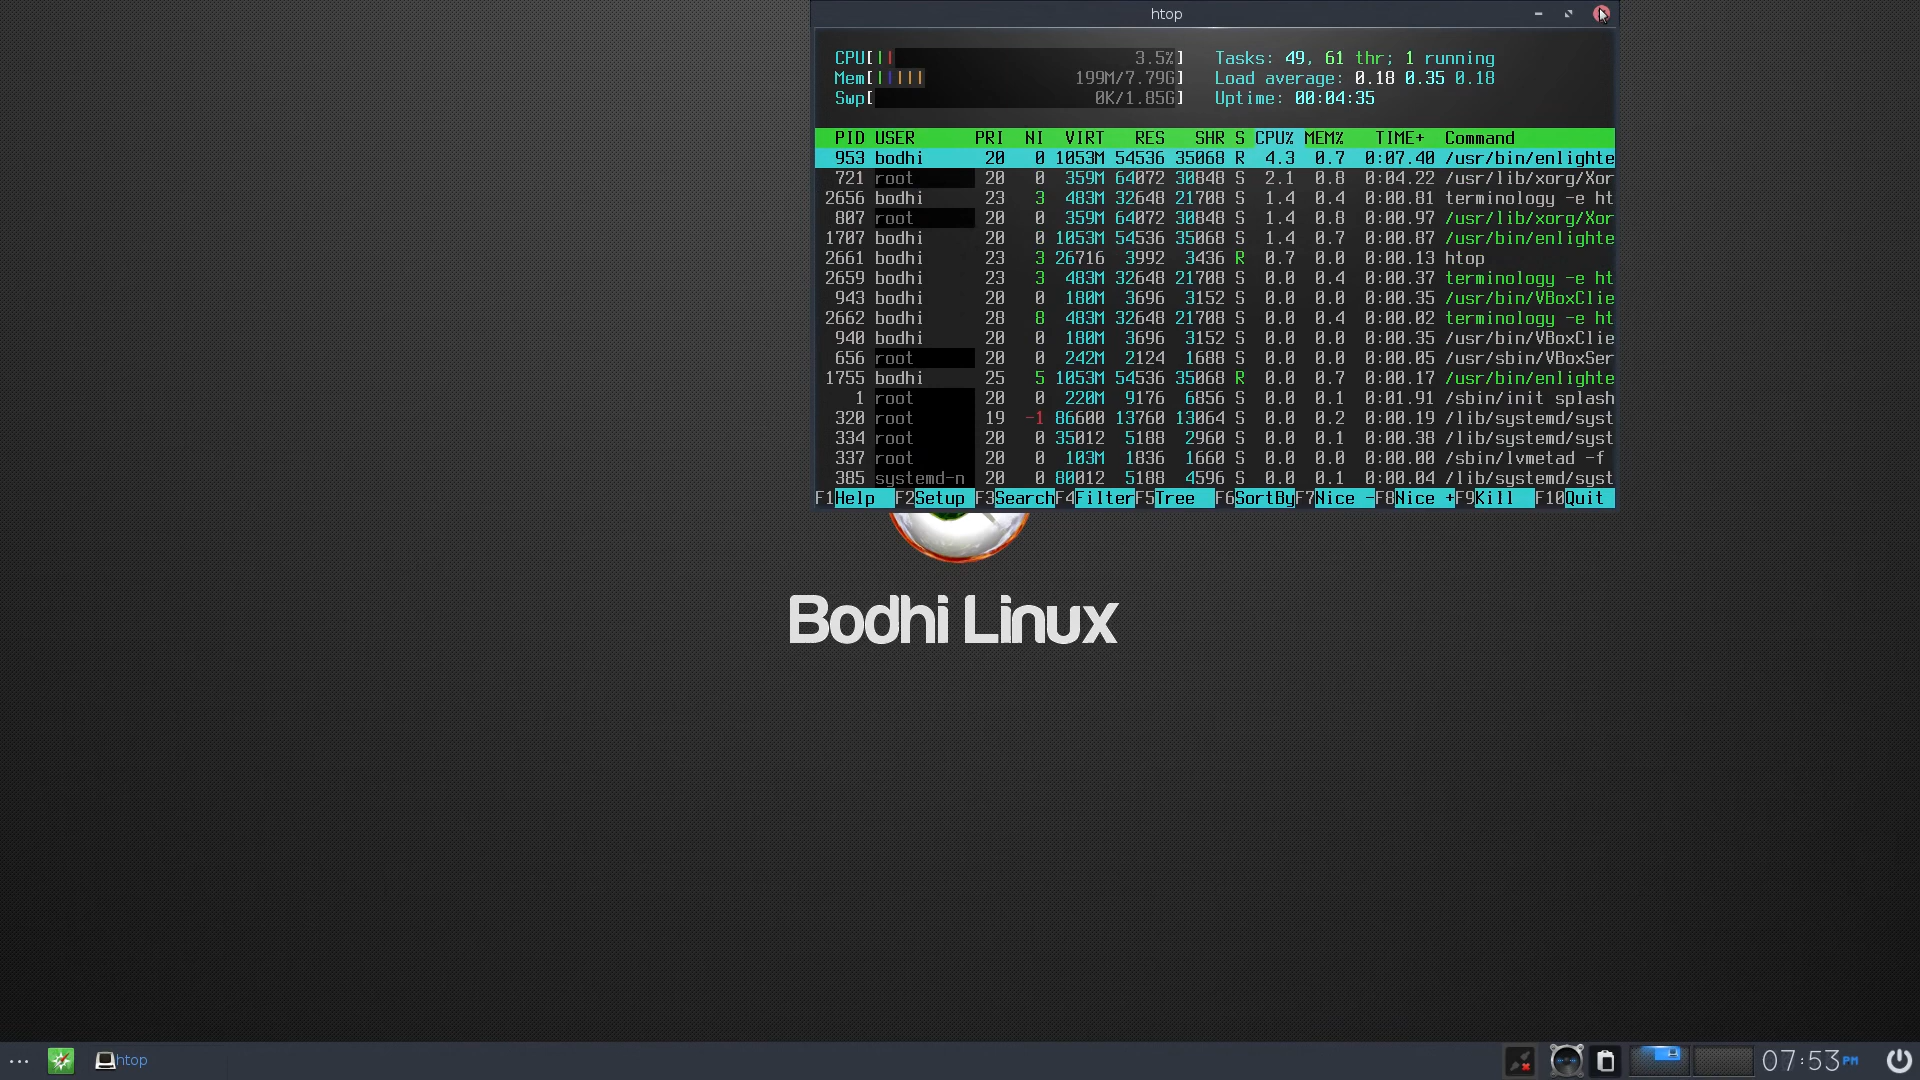 htop
CPU[|| 3.5%] Tasks: 49, 61 thr; 1 running
Mem[||||| 199M/7.79G] Load average: 0.18 0.35 0.18
Swp[ 0K/1.85G] Uptime: 00:04:35
PID USER PRI NI VIRT RES SHR S CPU% MEM% TIME+ Command
953 bodhi 20 0 1053M 54536 35068 R 4.3 0.7 0:07.40 /usr/bin/enlighte
721 root 20 0 359M 64072 30848 S 2.1 0.8 0:04.22 /usr/lib/xorg/Xor
2656 bodhi 23 3 483M 32648 21708 S 1.4 0.4 0:00.81 terminology -e ht
807 root 20 0 359M 64072 30848 S 1.4 0.8 0:00.97 /usr/lib/xorg/Xor
1707 bodhi 20 0 1053M 54536 35068 S 1.4 0.7 0:00.87 /usr/bin/enlighte
2661 bodhi 23 3 26716 3992 3436 R 0.7 0.0 0:00.13 htop
2659 bodhi 23 3 483M 32648 21708 S 0.0 0.4 0:00.37 terminology -e ht
943 bodhi 20 0 180M 3696 3152 S 0.0 0.0 0:00.35 /usr/bin/VBoxClie
2662 bodhi 28 8 483M 32648 21708 S 0.0 0.4 0:00.02 terminology -e ht
940 bodhi 20 0 180M 3696 3152 S 0.0 0.0 0:00.35 /usr/bin/VBoxClie
656 root 20 0 242M 2124 1688 S 0.0 0.0 0:00.05 /usr/sbin/VBoxSer
1755 bodhi 25 5 1053M 54536 35068 R 0.0 0.7 0:00.17 /usr/bin/enlighte
1 root 20 0 220M 9176 6856 S 0.0 0.1 0:01.91 /sbin/init splash
320 root 19 -1 86600 13760 13064 S 0.0 0.2 0:00.19 /lib/systemd/syst
334 root 20 0 35012 5188 2960 S 0.0 0.1 0:00.38 /lib/systemd/syst
337 root 20 0 103M 1836 1660 S 0.0 0.0 0:00.00 /sbin/lvmetad -f
385 systemd-n 20 0 80012 5188 4596 S 0.0 0.1 0:00.04 /lib/systemd/syst
F1Help F2Setup F3SearchF4FilterF5Tree F6SortByF7Nice -F8Nice +F9Kill F10Quit
Bodhi Linux
htop 07:53 PM